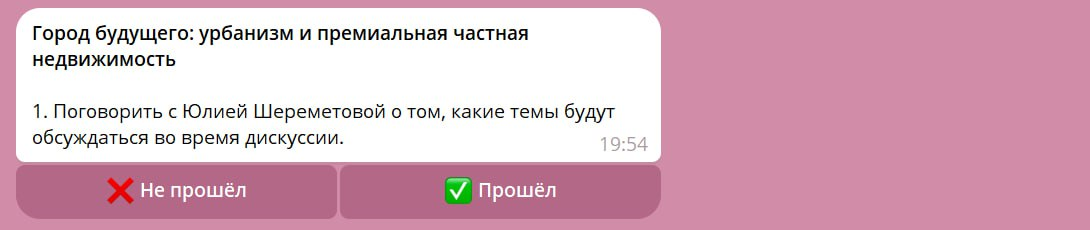 Город будущего: урбанизм и премиальная частная
недвижимость
1. Поговорить с Юлией Шереметовой о том, какие темы будут
обсуждаться во время дискуссии.
19:54
❌ Не прошёл
✅ Прошёл